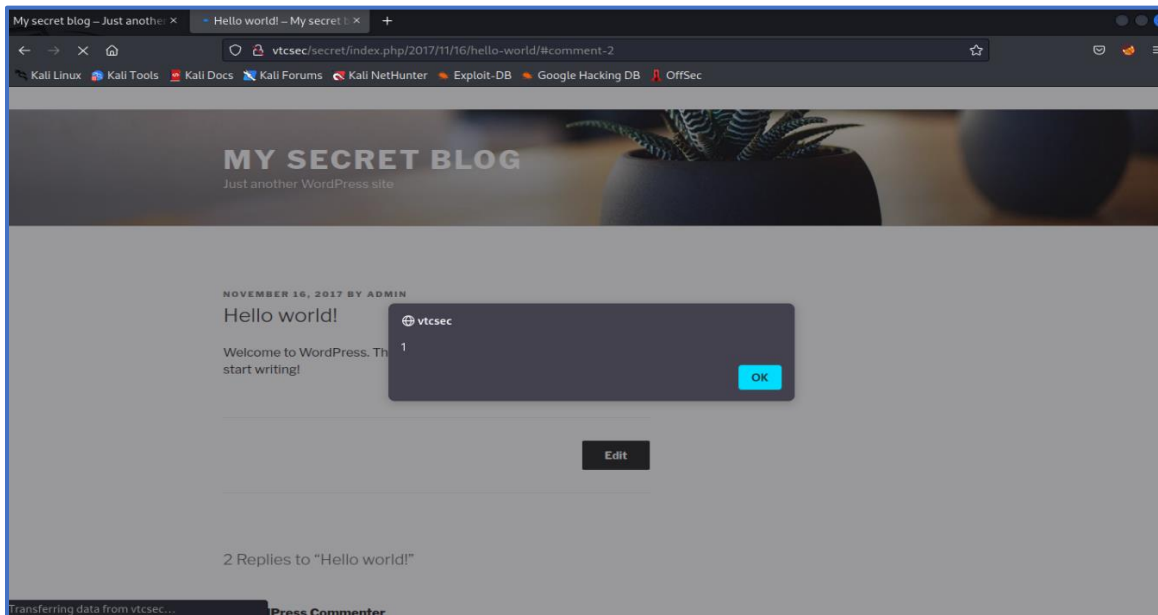 My secret blog – Just another
Hello world! – My secret b
vtcsec/secret/index.php/2017/11/16/hello-world/#comment-2
Kali Linux Kali Tools Kali Docs Kali Forums Kali NetHunter Exploit-DB Google Hacking DB OffSec
MY SECRET BLOG
Just another WordPress site
NOVEMBER 16, 2017 BY ADMIN
Hello world!
Welcome to WordPress. Th
start writing!
vtcsec
1
OK
Edit
2 Replies to “Hello world!”
Press Commenter
Transferring data from vtcsec…